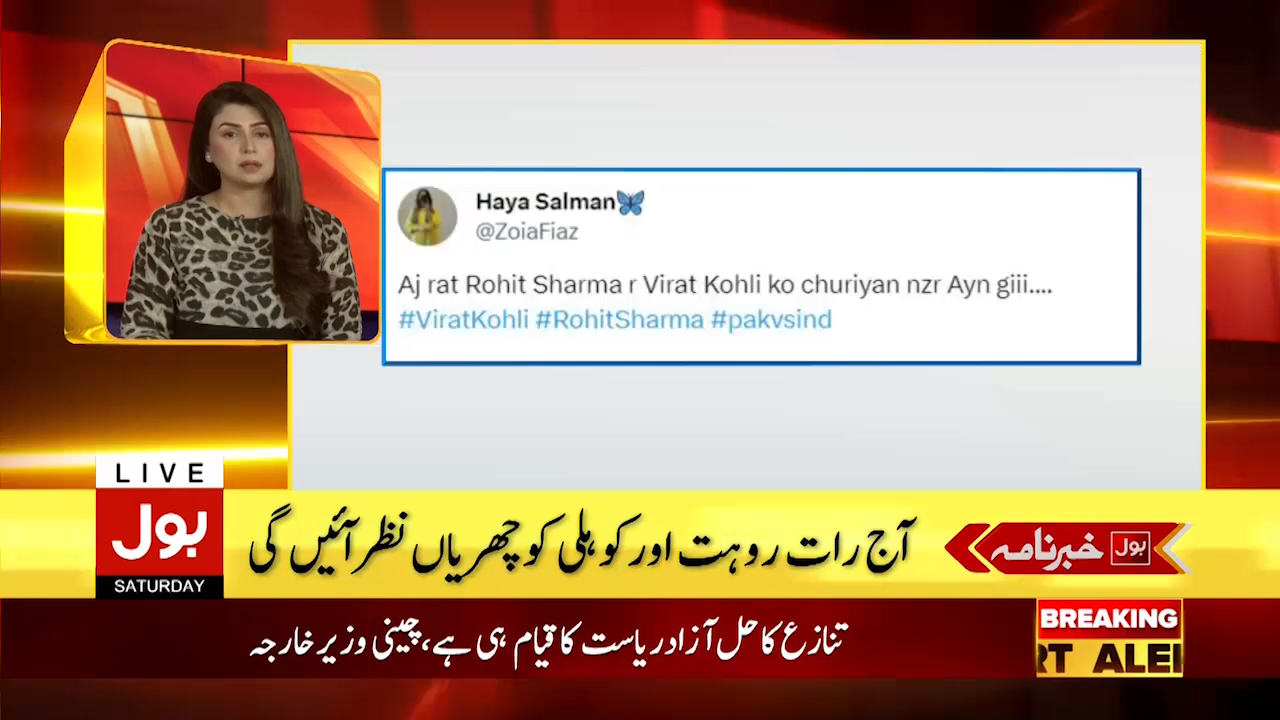 Haya Salman🦋
@ZoiaFiaz
Aj rat Rohit Sharma r Virat Kohli ko churiyan nzr Ayn giii....
#ViratKohli #RohitSharma #pakvsind
LIVE
بول
SATURDAY
بول خبرنامہ
آج رات روہت اور کوہلی کو چھریاں نظر آئیں گی
BREAKING
RT ALE
تنازع کا حل آزاد ریاست کا قیام ہی ہے، چینی وزیر خارجہ